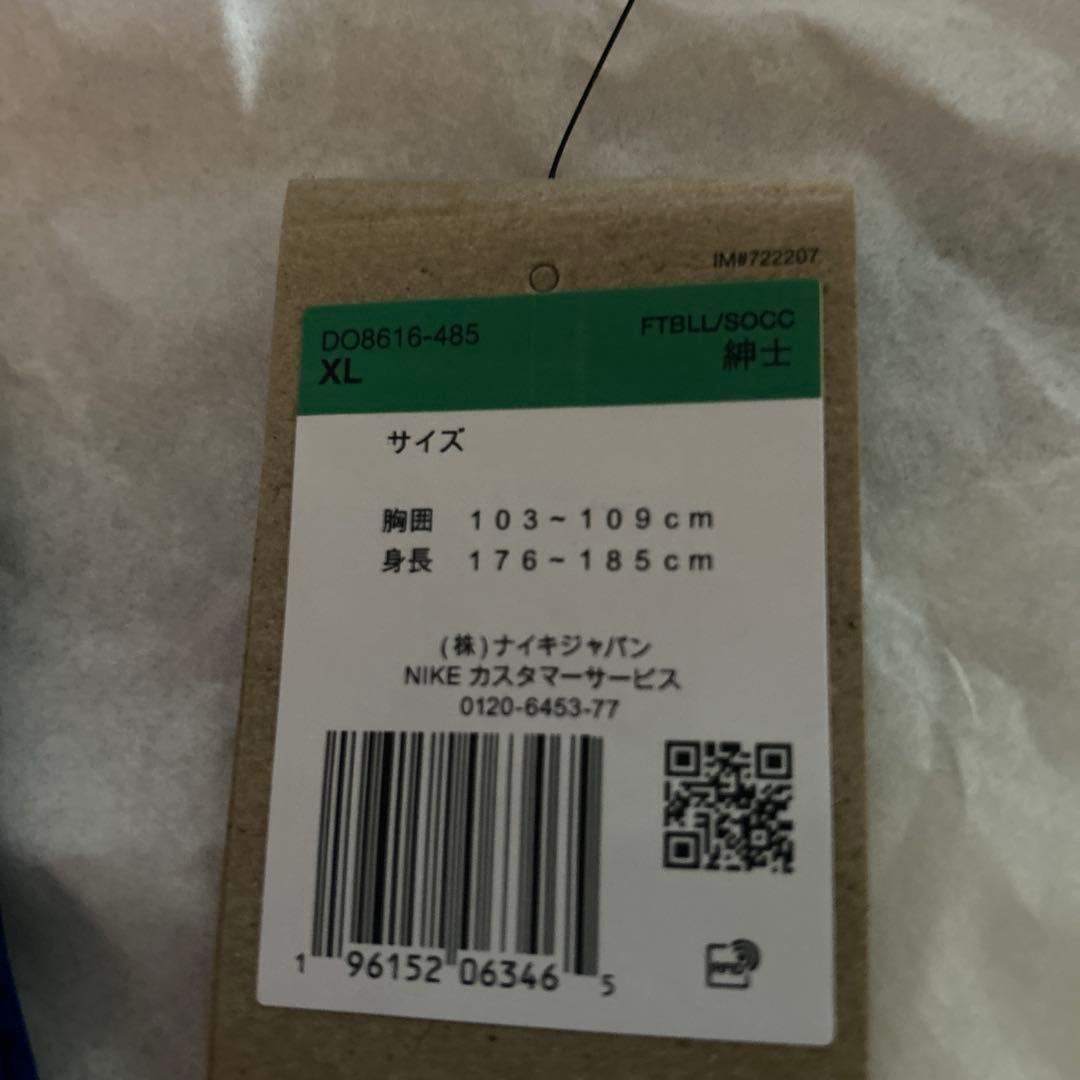 IM#722207
DO8616-485
XL
FTBLL/SOCC
紳士
サイズ
胸囲 103~109cm
身長 176~185cm
(株)ナイキジャパン
NIKE カスタマーサービス
0120-6453-77
1 96152 06346 5
RFID